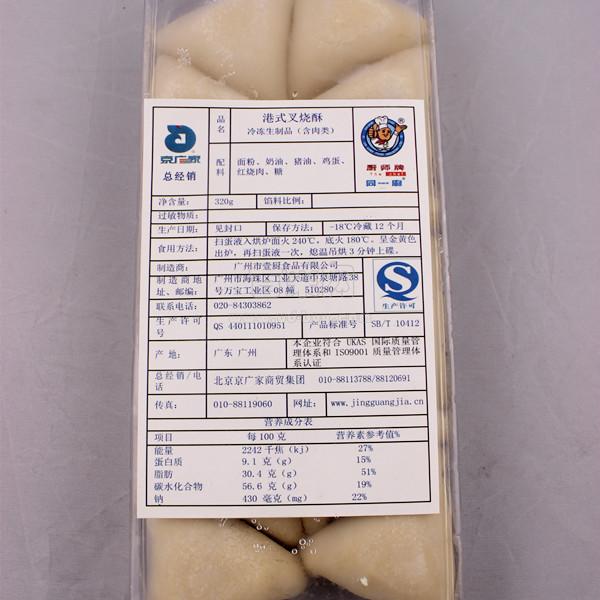 京广家
总经销
品名
港式叉烧酥
冷冻生制品（含肉类）
配料
面粉、奶油、猪油、鸡蛋、
红烧肉、糖
厨师牌
The chef
同一厨
净含量： 320g 馅料比例：
过敏物质：
生产日期： 见封口 保存方法： -18℃冷藏12个月
食用方法： 扫蛋液入烘炉面火240℃，底火180℃。呈金黄色
出炉，再扫蛋液一次，熄温吊烘3分钟上碟。
制造商： 广州市壹厨食品有限公司
制造商地址、邮编： 广州市海珠区工业大道中泉塘路38
号万宝工业区08幢 510280
生产许可
联系电话： 020-84303862
生产许可号 QS 440111010951 产品标准号 SB/T 10412
产 地： 广东 广州 本企业符合 UKAS 国际质量管
理体系和 ISO9001 质量管理体
系认证
总经销/电话 北京京广家商贸集团 010-88113788/88120691
传真： 010-88119060 网址： www.jingguangjia.cn
营养成分表
项目 每100克 营养素参考值%
能量 2242 千焦（kj） 27%
蛋白质 9.1 克（g） 15%
脂肪 30.4 克（g） 51%
碳水化合物 56.6 克（g） 19%
钠 430 毫克（mg） 22%